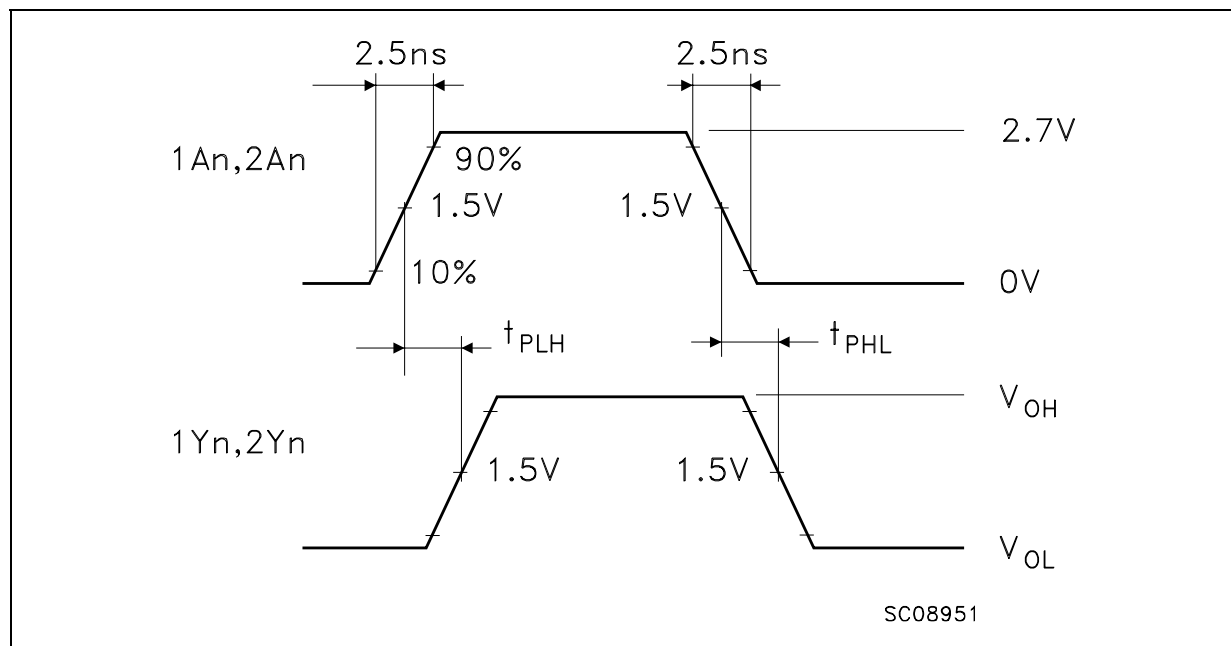 2.5ns 2.5ns
2.7V
1An,2An 90%
1.5V 1.5V
10% 0V
tPLH tPHL
VOH
1Yn,2Yn
1.5V 1.5V
VOL
SC08951